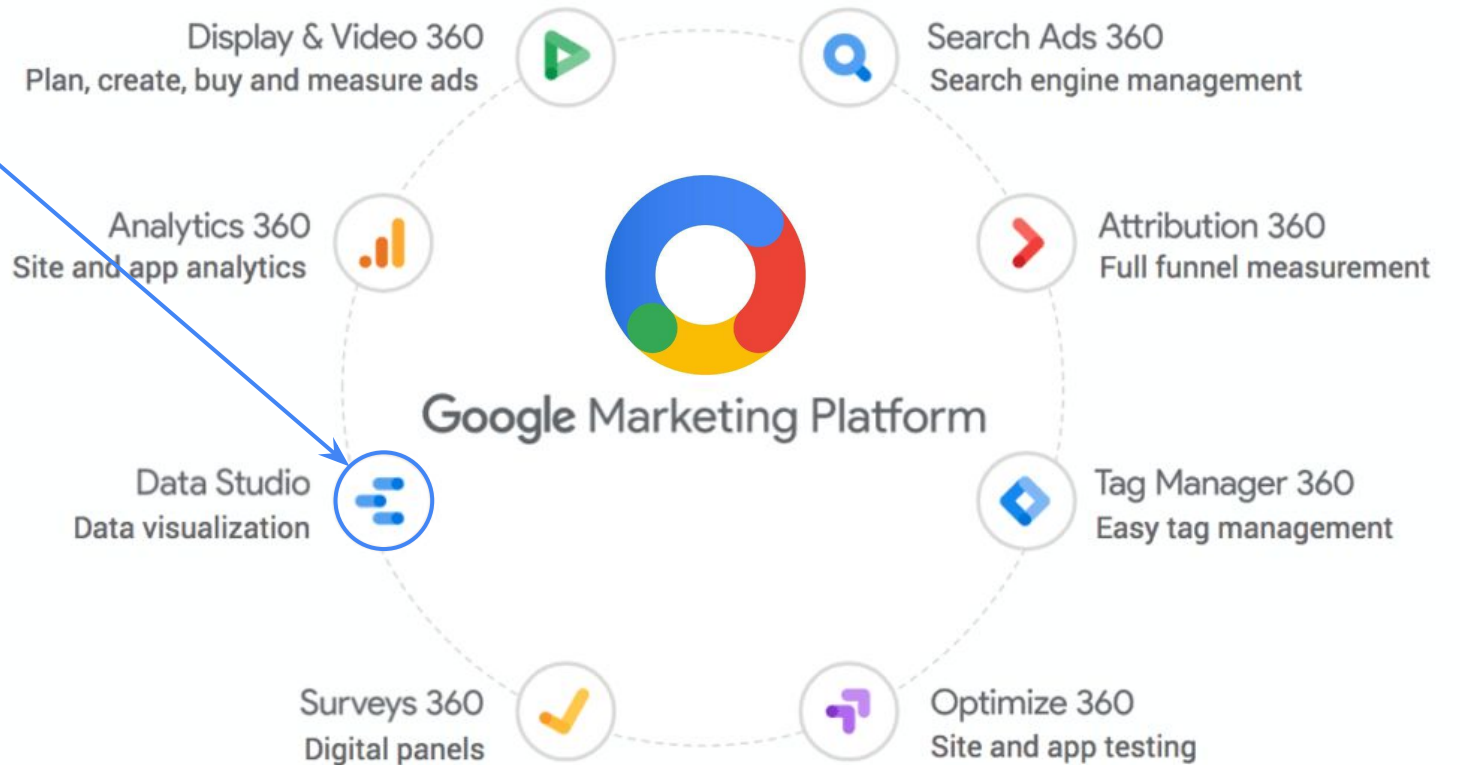 Display & Video 360
Plan, create, buy and measure ads
Search Ads 360
Search engine management
Analytics 360
Site and app analytics
Attribution 360
Full funnel measurement
Google Marketing Platform
Data Studio
Data visualization
Tag Manager 360
Easy tag management
Surveys 360
Digital panels
Optimize 360
Site and app testing